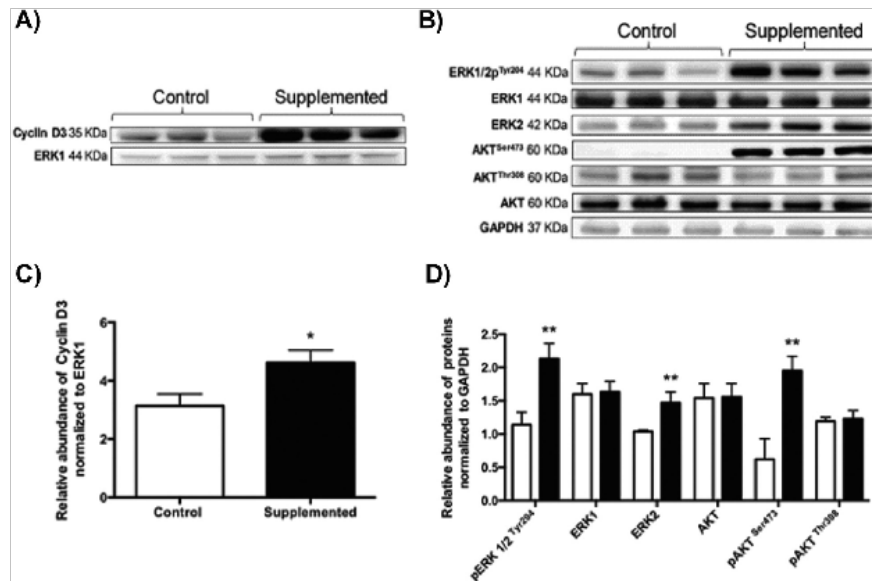 A)
Control Supplemented
Cyclin D3 35 KDa
ERK1 44 KDa
B)
Control Supplemented
ERK1/2pTyr204 44 KDa
ERK1 44 KDa
ERK2 42 KDa
AKTSer473 60 KDa
AKTThr308 60 KDa
AKT 60 KDa
GAPDH 37 KDa
C)
Relative abundance of Cyclin D3
normalized to ERK1
8
6
4
2
0
*
Control Supplemented
D)
Relative abundance of proteins
normalized to GAPDH
2.5
2.0
1.5
1.0
0.5
0.0
** ** **
pERK 1/2 Tyr204
ERK1
ERK2
AKT
pAKT Ser473
pAKT Thr308